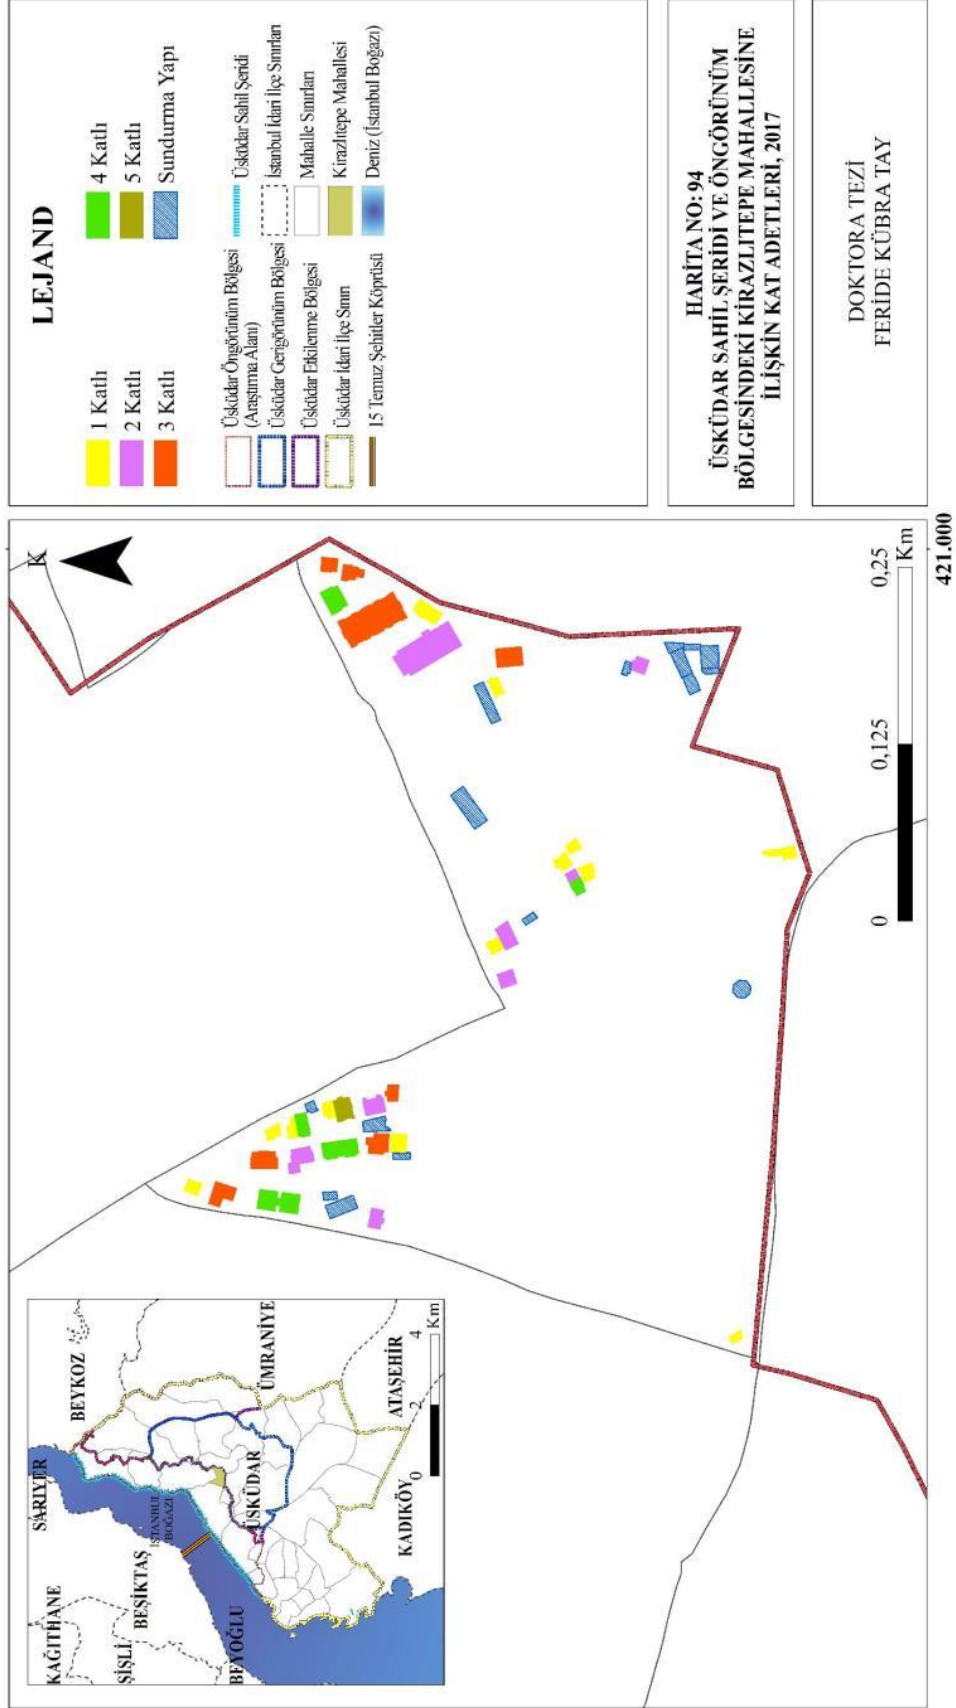 LEJAND
1 Katlı
2 Katlı
3 Katlı
4 Katlı
5 Katlı
Sundurma Yapı
Üsküdar Öngörünüm Bölgesi
(Araştırma Alanı)
Üsküdar Gerigörünüm Bölgesi
Üsküdar Etkilenme Bölgesi
Üsküdar İdari İlçe Sınırı
15 Temuz Şehitler Köprüsü
Üsküdar Sahil Şeridi
İstanbul İdari İlçe Sınırları
Mahalle Sınırları
Kirazlıtepe Mahallesi
Deniz (İstanbul Boğazı)
HARİTA NO: 94
ÜSKÜDAR SAHİL ŞERİDİ VE ÖNGÖRÜNÜM
BÖLGESİNDEKİ KİRAZLITEPE MAHALLESİNE
İLİŞKİN KAT ADETLERİ, 2017
DOKTORA TEZİ
FERİDE KÜBRA TAY
K
0 0,125 0,25
Km
421.000
KAĞITHANE
SARIYER
BEYKOZ
ŞİŞLİ
BEŞİKTAŞ
İSTANBUL
BOĞAZI
BEYOĞLU
ÜSKÜDAR
ÜMRANİYE
KADIKÖY
ATAŞEHİR
0 2 4
Km